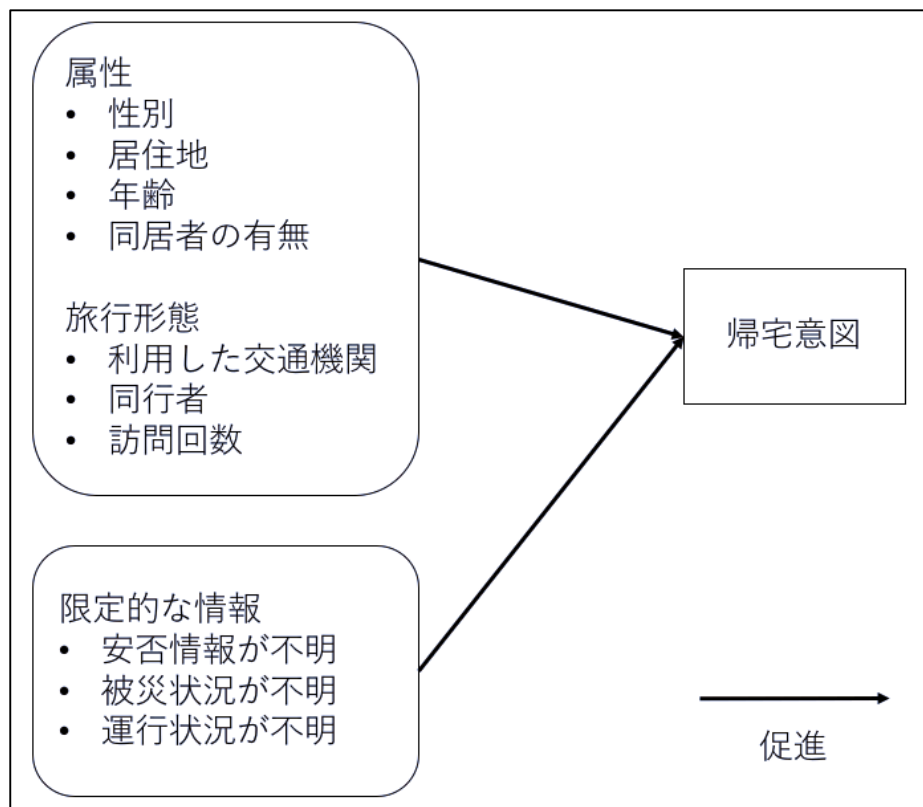 属性
• 性別
• 居住地
• 年齢
• 同居者の有無
旅行形態
• 利用した交通機関
• 同行者
• 訪問回数
帰宅意図
限定的な情報
• 安否情報が不明
• 被災状況が不明
• 運行状況が不明
促進